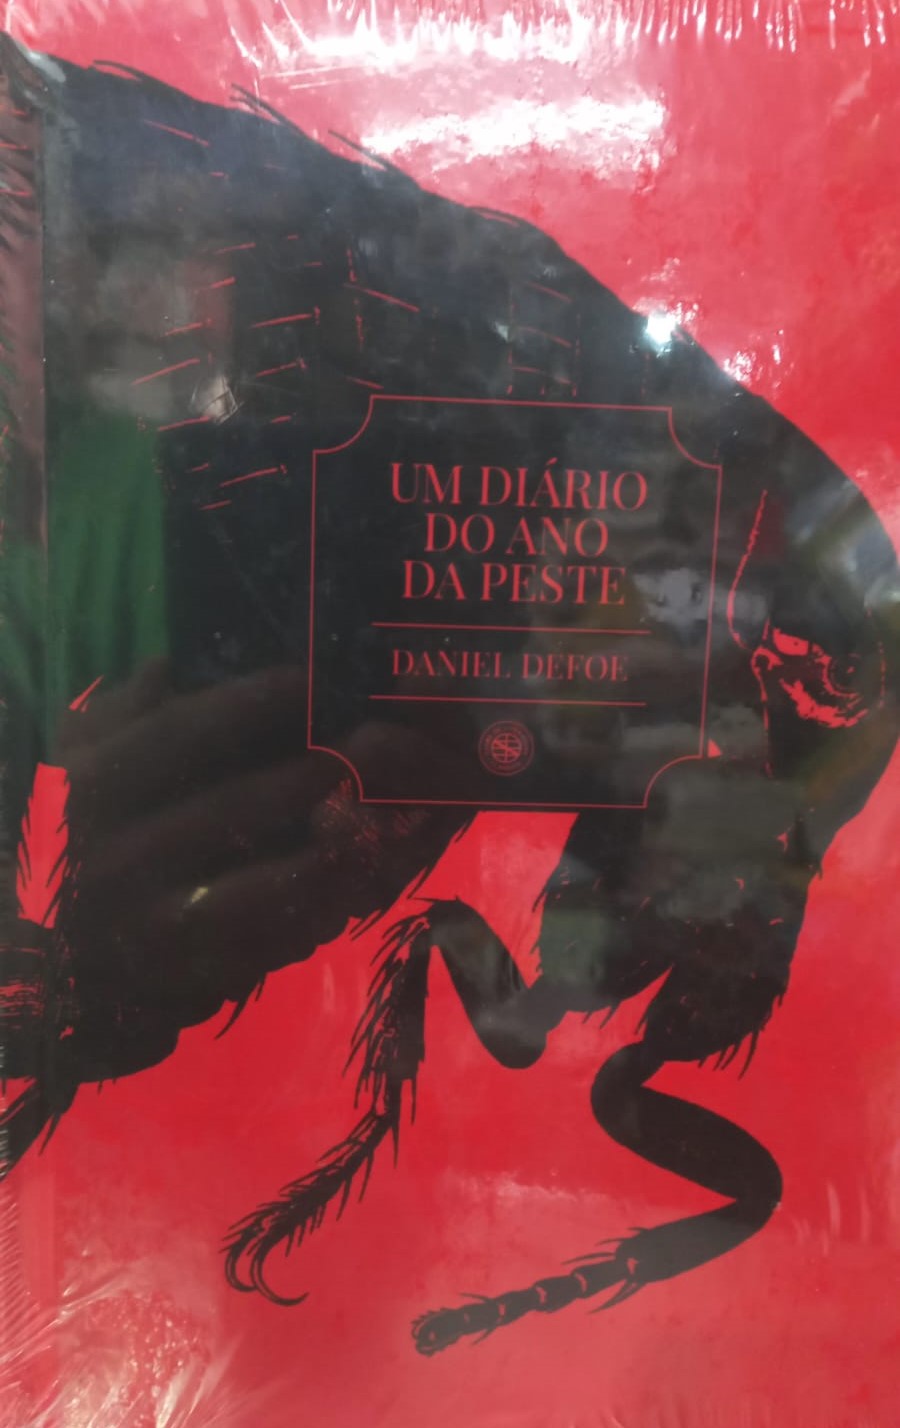 UM DIÁRIO
DO ANO
DA PESTE
DANIEL DEFOE